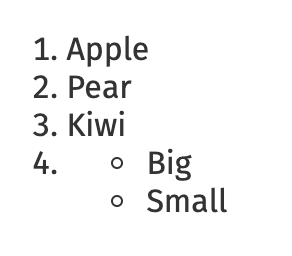 1. Apple
2. Pear
3. Kiwi
4. ○ Big
○ Small